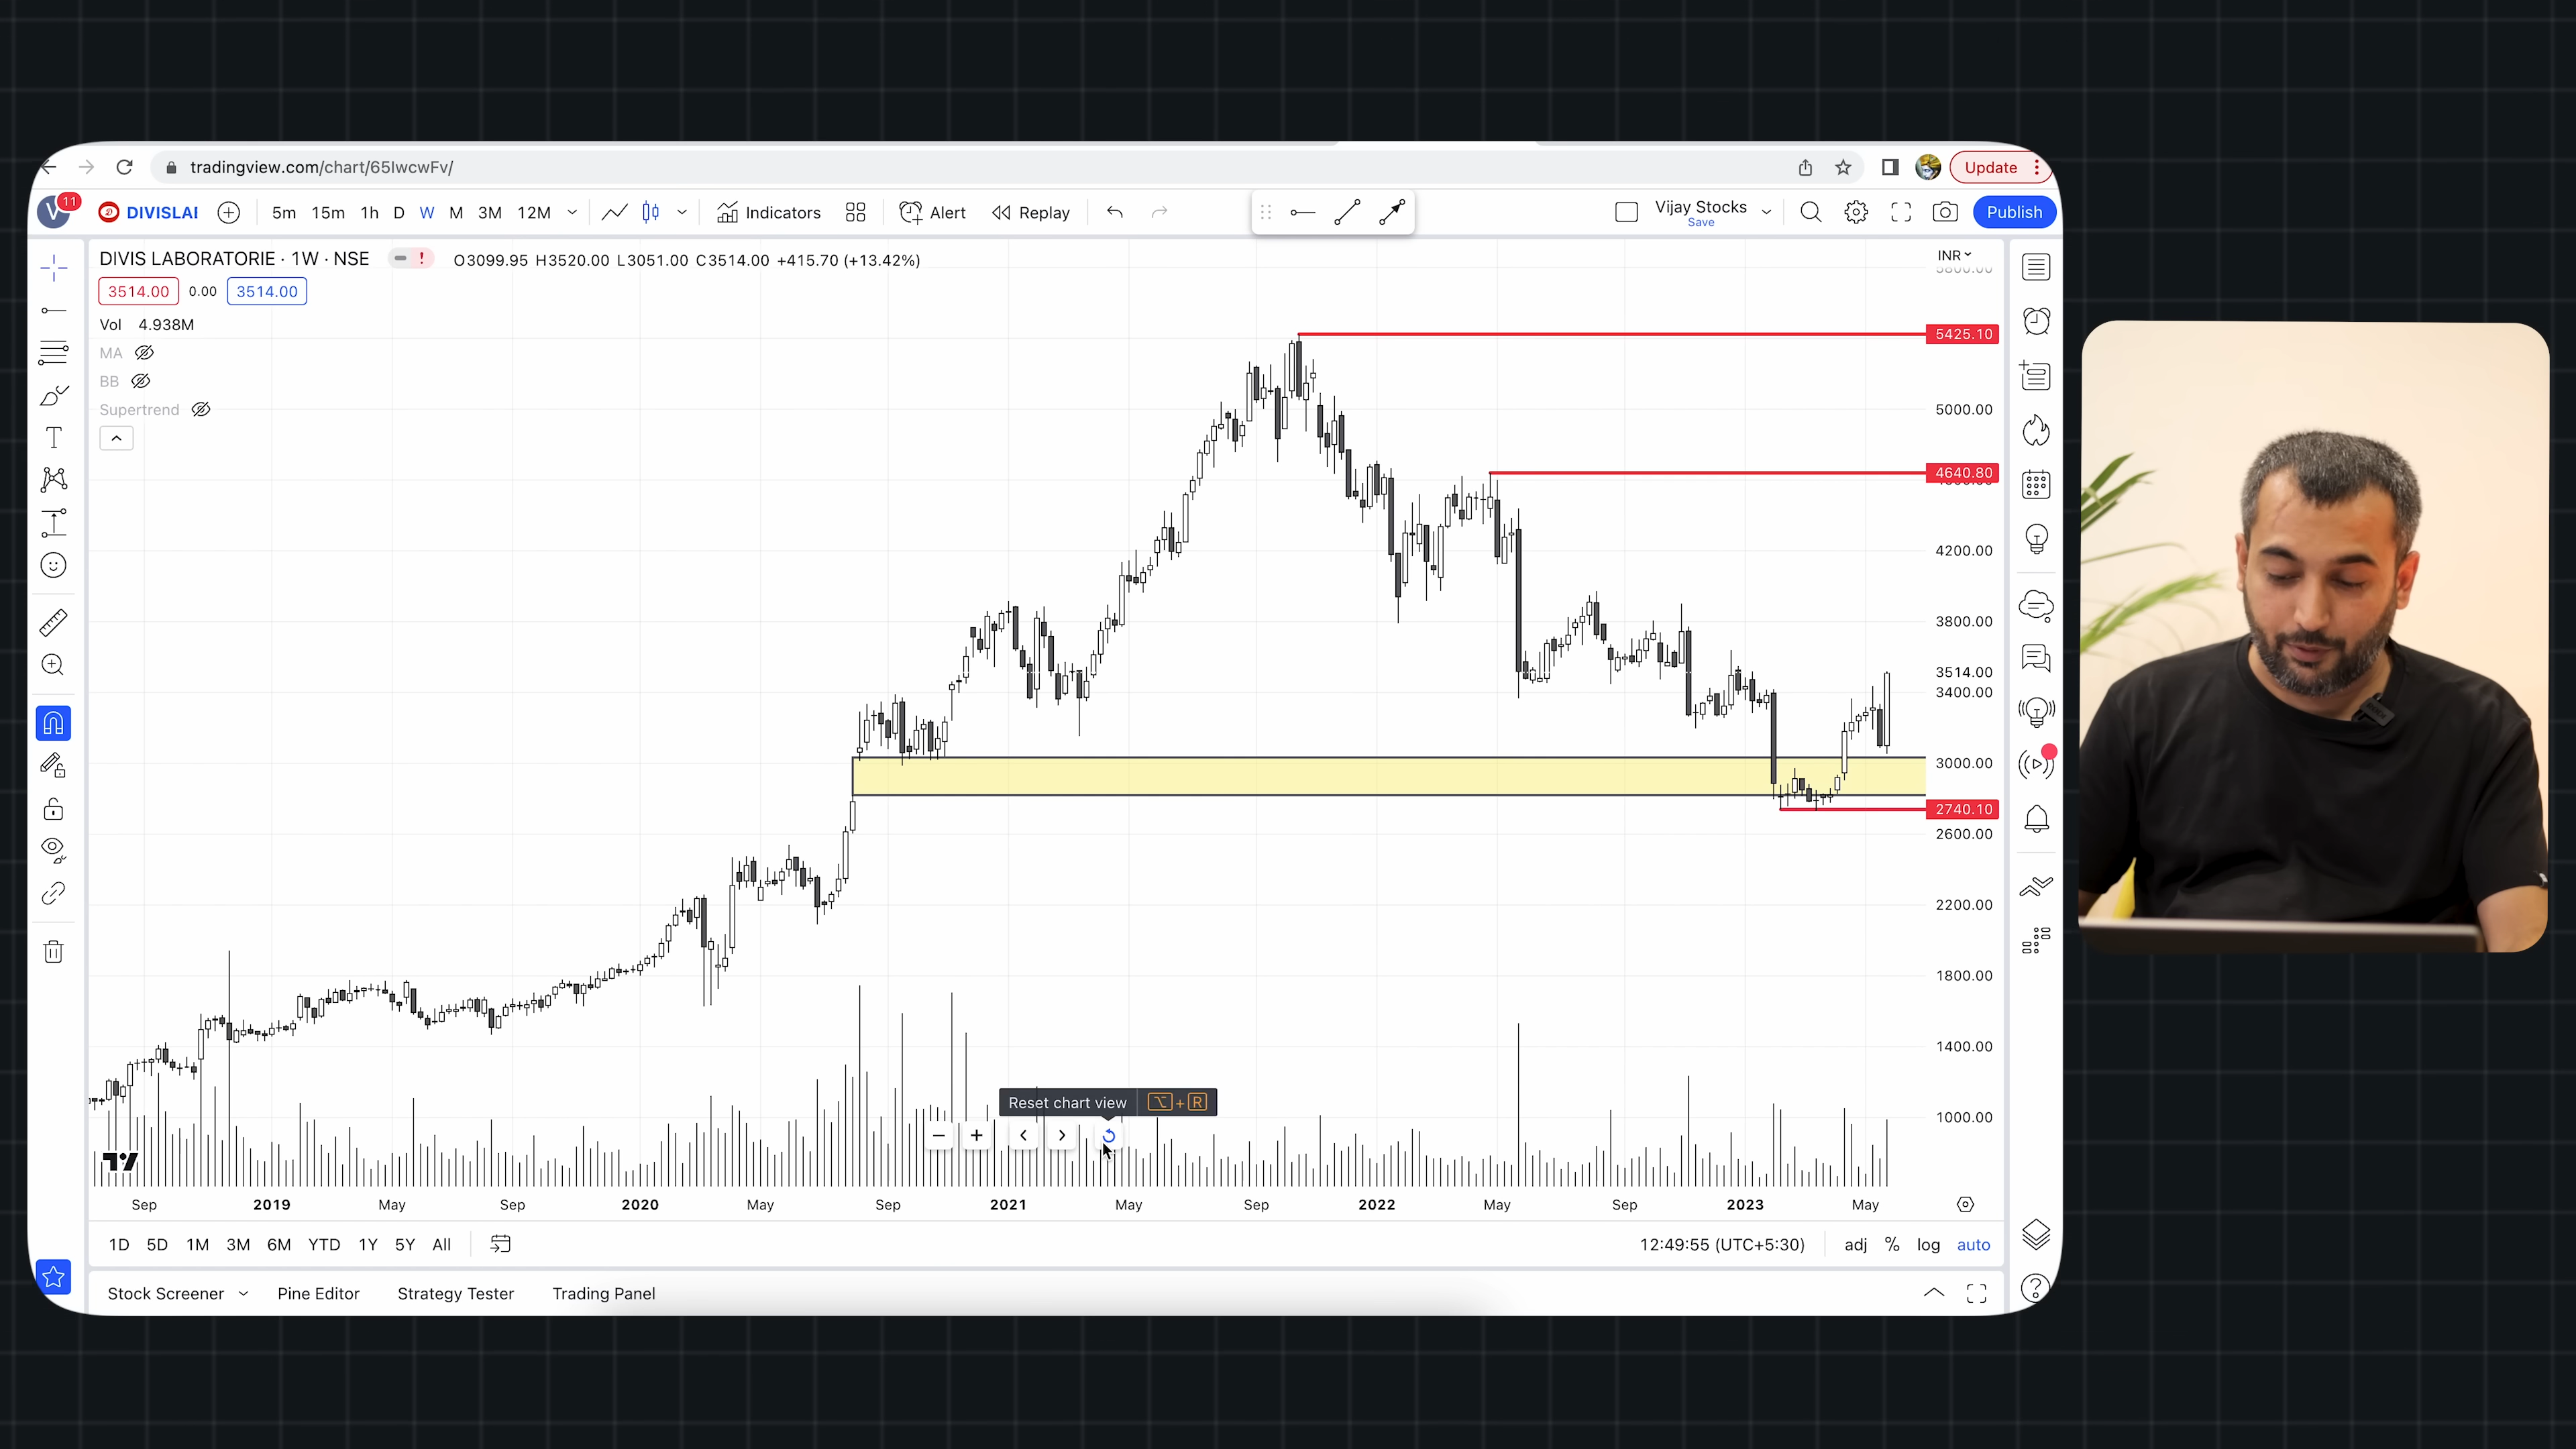 tradingview.com/chart/65IwcwFv/
Update
V
11
DIVISLAI
5m 15m 1h D W M 3M 12M
Indicators
Alert
Replay
Vijay Stocks
Save
Publish
DIVIS LABORATORIE · 1W · NSE
O3099.95 H3520.00 L3051.00 C3514.00 +415.70 (+13.42%)
INR
3514.00 0.00 3514.00
Vol 4.938M
MA
BB
Supertrend
5425.10
5000.00
4640.80
4200.00
3800.00
3514.00
3400.00
3000.00
2740.10
2600.00
2200.00
1800.00
1400.00
1000.00
Reset chart view ⌥ + R
Sep 2019 May Sep 2020 May Sep 2021 May Sep 2022 May Sep 2023 May
1D 5D 1M 3M 6M YTD 1Y 5Y All
12:49:55 (UTC+5:30)
adj % log auto
Stock Screener Pine Editor Strategy Tester Trading Panel